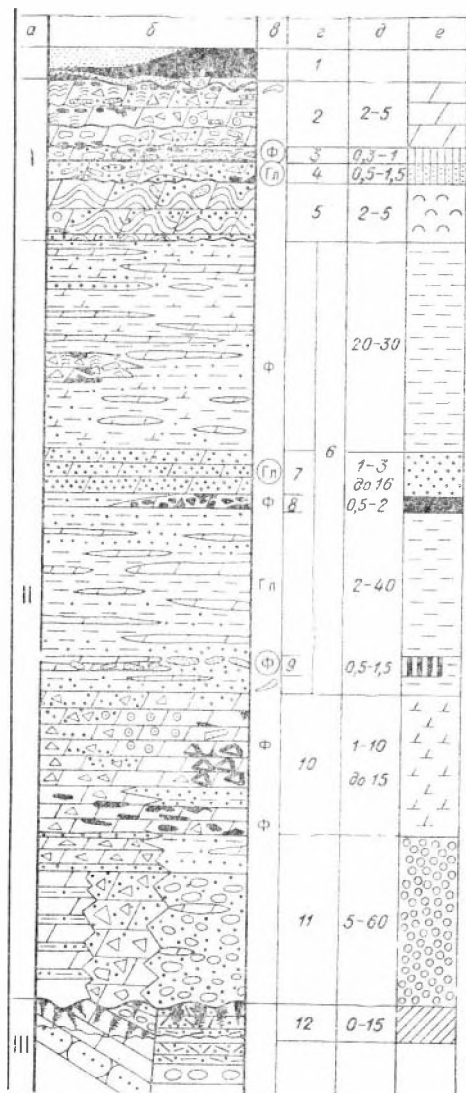 а б в г д е
1
2 2-5
Ф 3 0,3-1
Гл 4 0,5-1,5
I
5 2-5
20-30
Ф
6
Гл 7 1-3
до 16
Ф 8 0,5-2
II
Гл 2-40
Ф 9 0,5-1,5
Ф 10 1-10
до 15
Ф
11 5-60
12 0-15
III